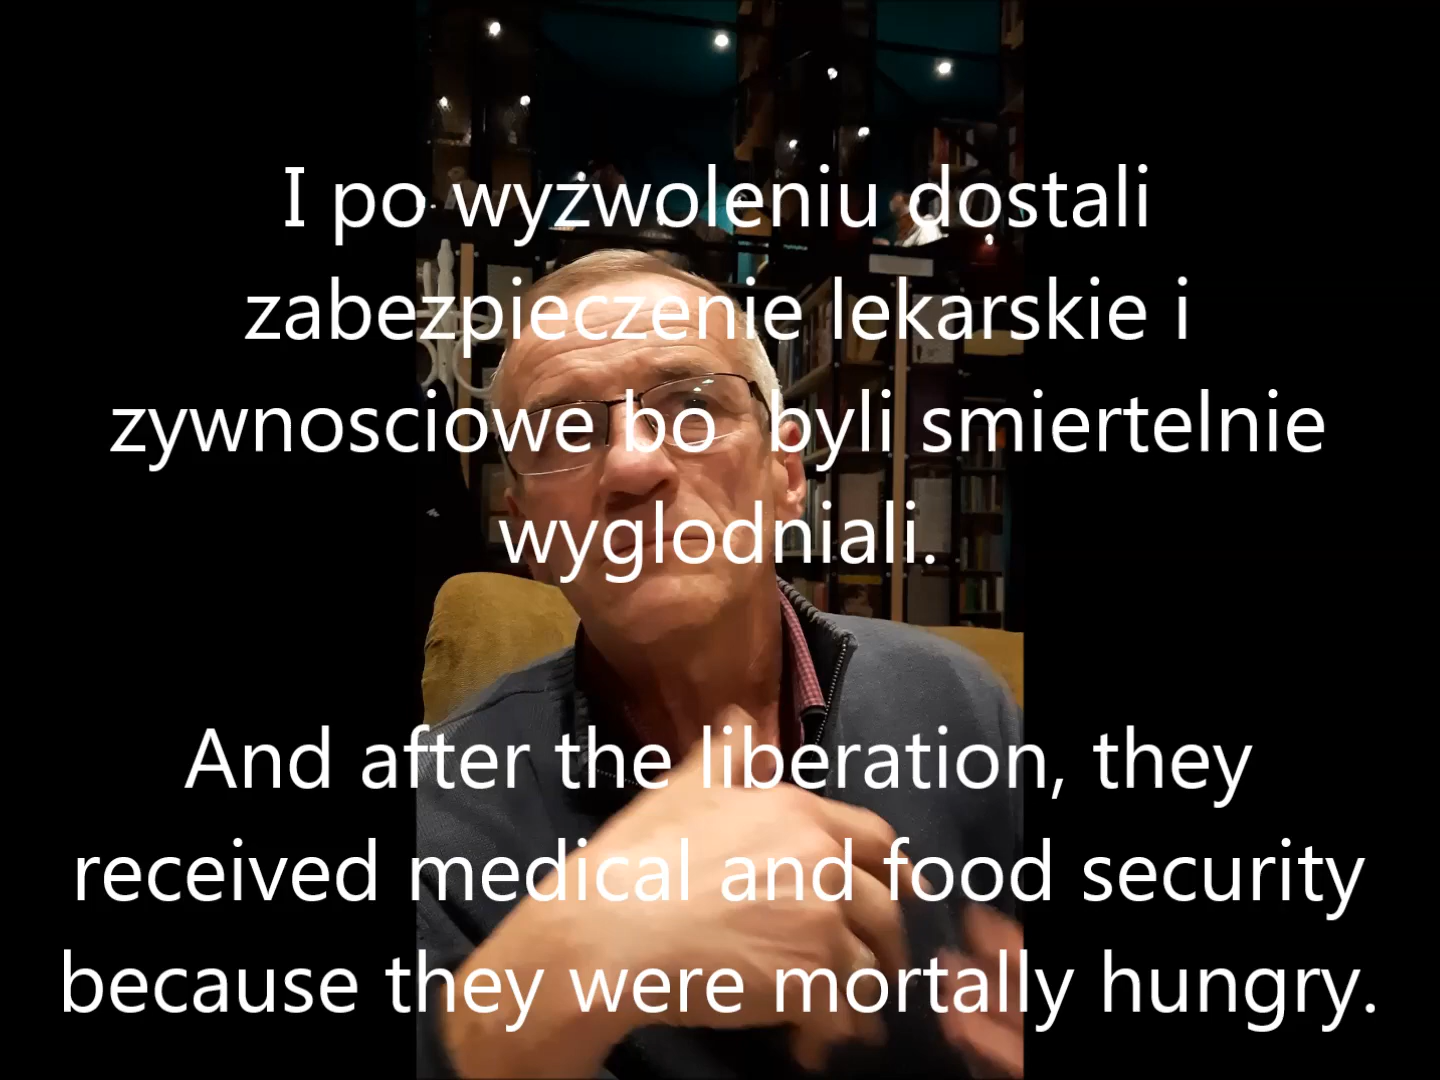 I po wyzwoleniu dostali
zabezpieczenie lekarskie i
zywnosciowe bo byli smiertelnie
wyglodniali.
And after the liberation, they
received medical and food security
because they were mortally hungry.